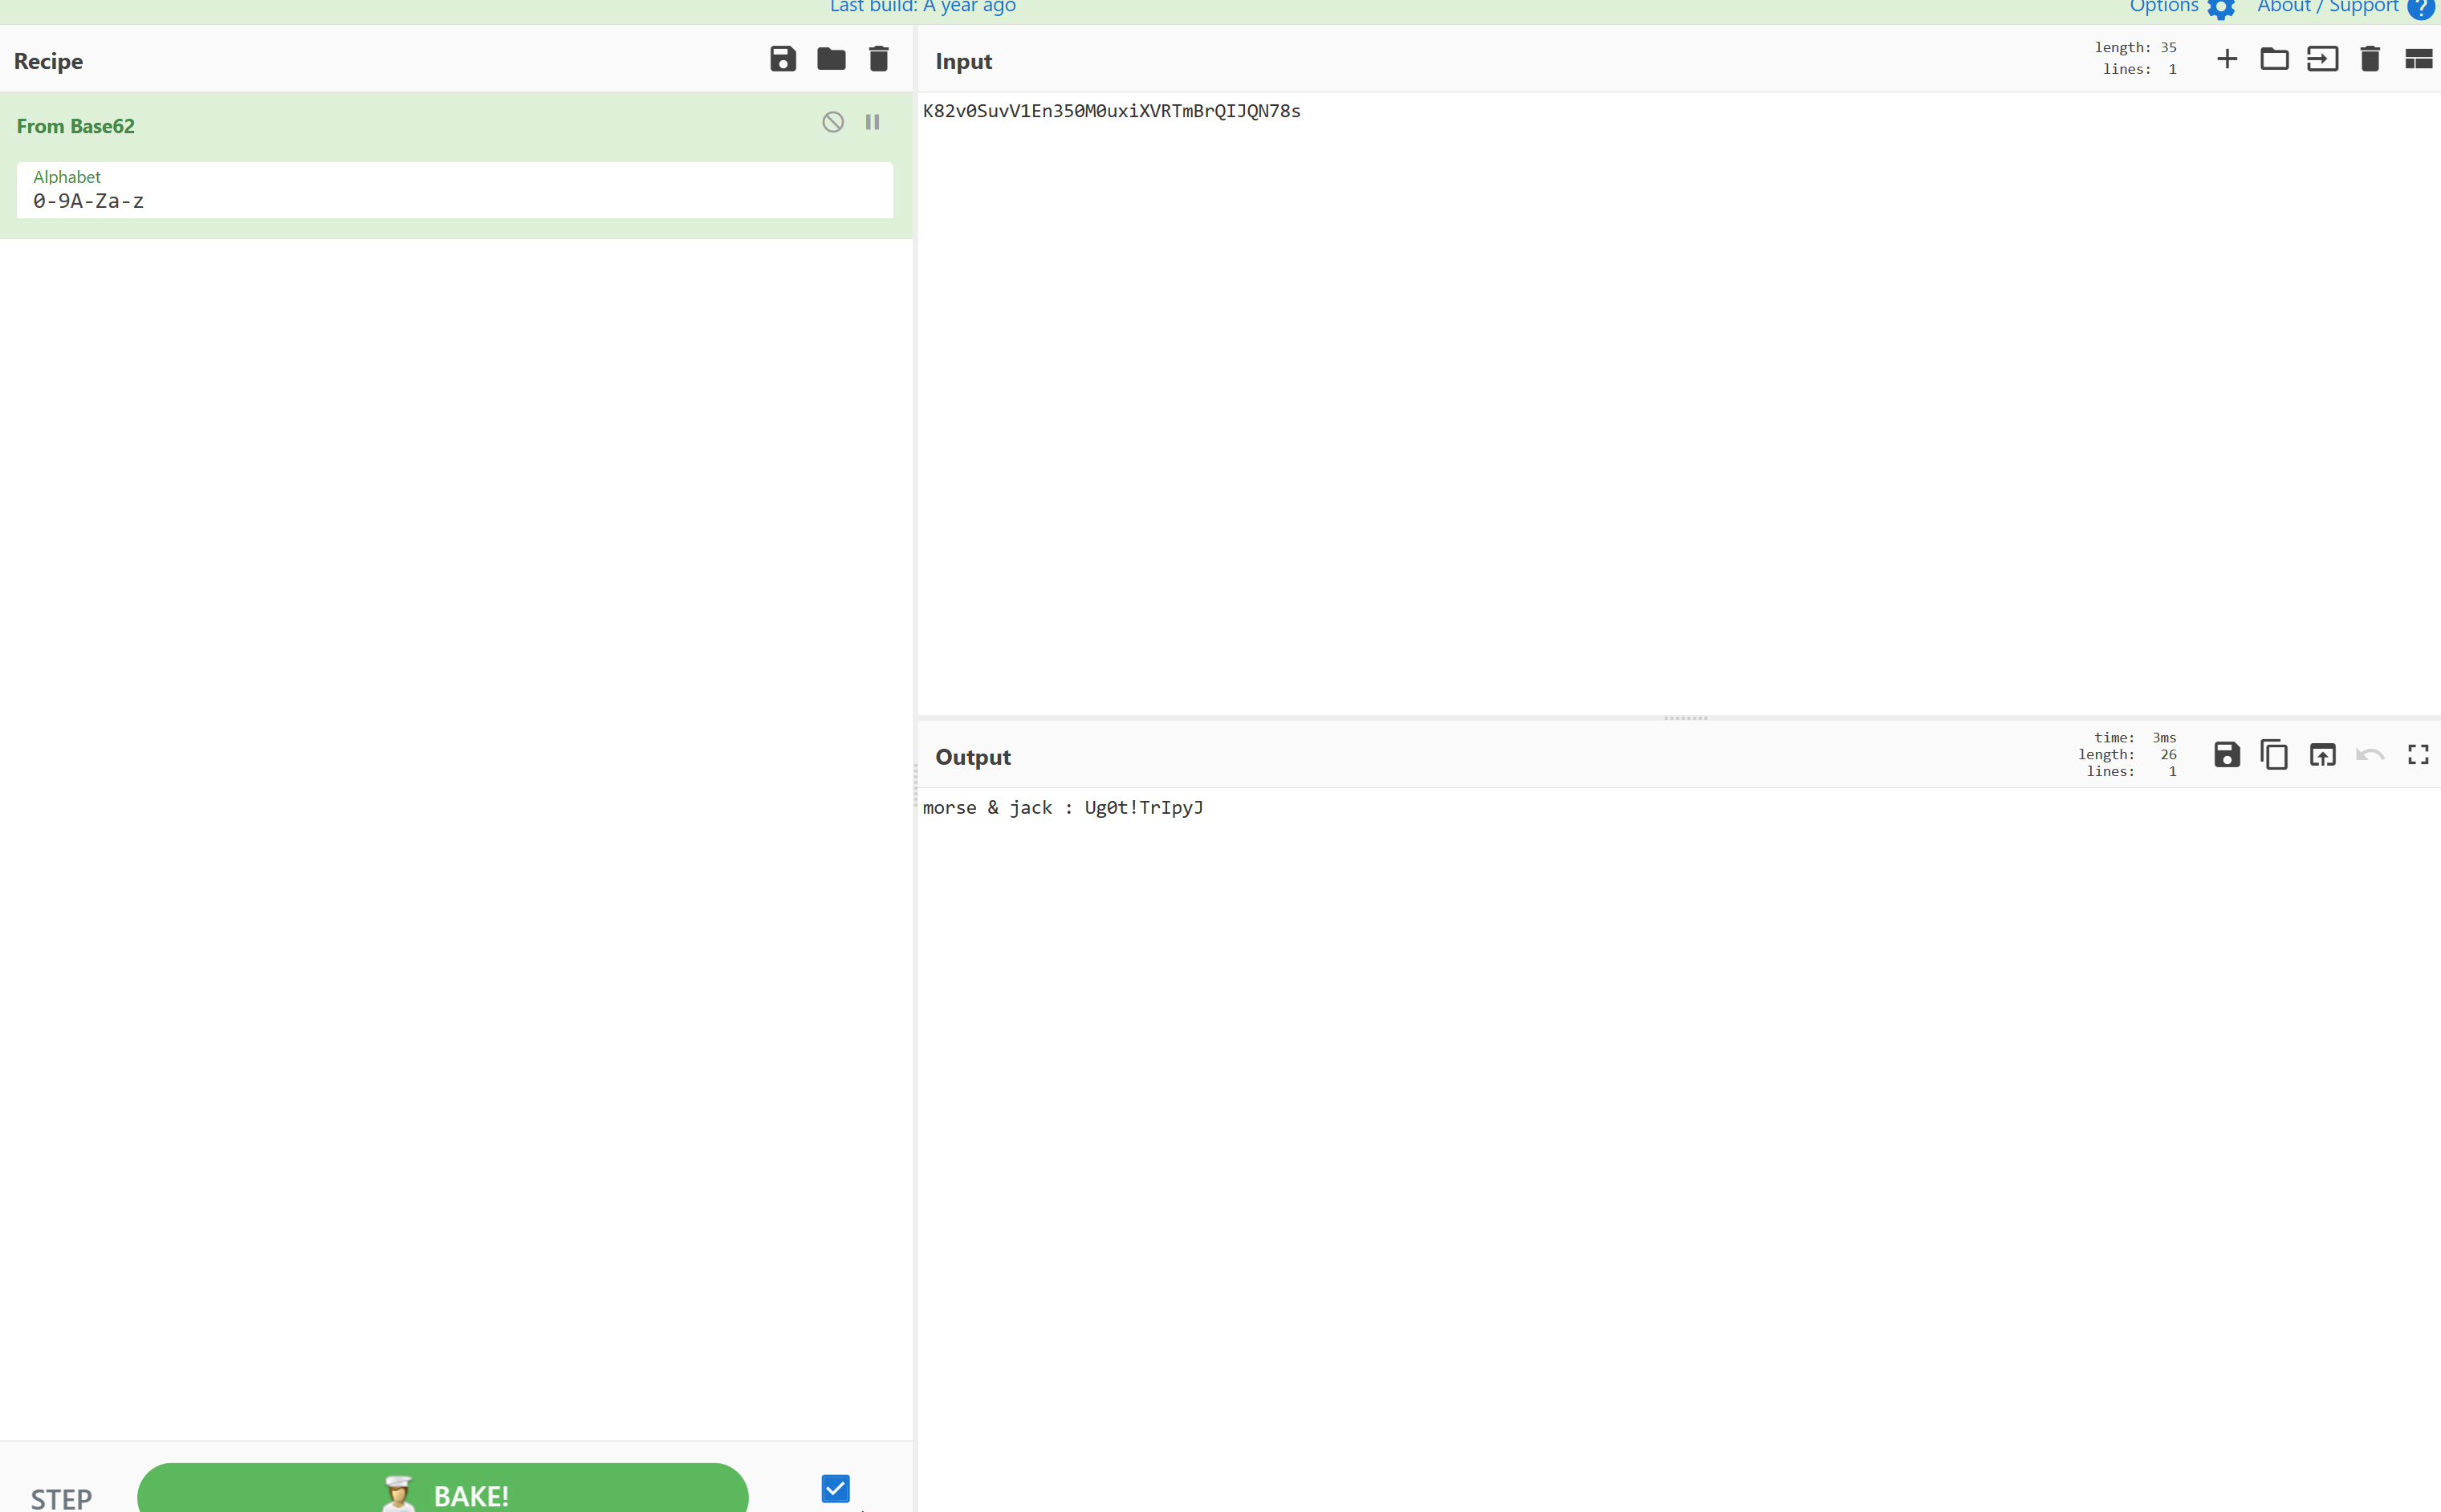 Last build: A year ago
Options
About / Support
?
Recipe
From Base62
Alphabet
0-9A-Za-z
STEP
BAKE!
Input
length: 35
lines: 1
K82v0SuvV1En350M0uxiXVRTmBrQIJQN78s
Output
time: 3ms
length: 26
lines: 1
morse & jack : Ug0t!TrIpyJ